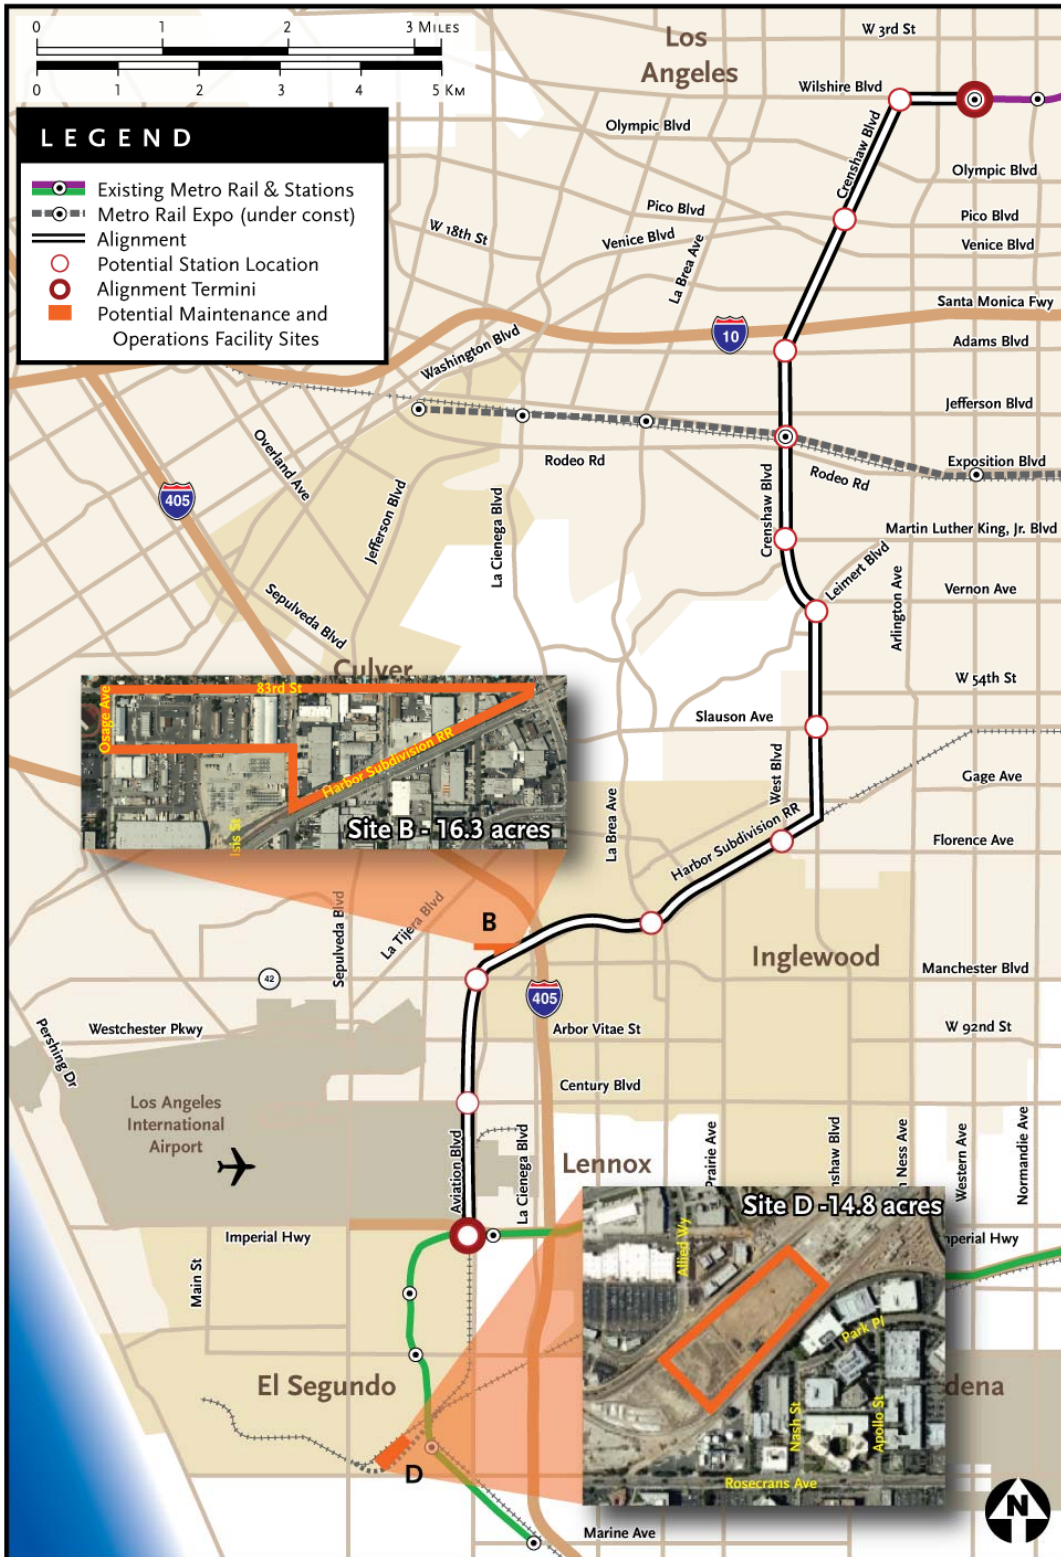 0 1 2 3 MILES
0 1 2 3 4 5 KM
LEGEND
Existing Metro Rail & Stations
Metro Rail Expo (under const)
Alignment
Potential Station Location
Alignment Termini
Potential Maintenance and
Operations Facility Sites
Los
Angeles
W 3rd St
Wilshire Blvd
Olympic Blvd
Crenshaw Blvd
Olympic Blvd
Pico Blvd
Pico Blvd
W 18th St
Venice Blvd
Venice Blvd
La Brea Ave
Santa Monica Fwy
10
Washington Blvd
Adams Blvd
Jefferson Blvd
Overland Ave
Rodeo Rd
Rodeo Rd
Exposition Blvd
405
Jefferson Blvd
La Cienega Blvd
Crenshaw Blvd
Martin Luther King, Jr. Blvd
Leimert Blvd
Arlington Ave
Vernon Ave
Sepulveda Blvd
Culver
W 54th St
83rd St
Osage Ave
Harbor Subdivision RR
Isis St
Site B - 16.3 acres
Slauson Ave
West Blvd
Gage Ave
La Brea Ave
Harbor Subdivision RR
Florence Ave
Sepulveda Blvd
La Tijera Blvd
B
Inglewood
Manchester Blvd
42
405
Westchester Pkwy
Arbor Vitae St
W 92nd St
Pershing Dr
Century Blvd
Los Angeles
International
Airport
Aviation Blvd
La Cienega Blvd
Lennox
Prairie Ave
nshaw Blvd
Ness Ave
Western Ave
Normandie Ave
Site D -14.8 acres
Allied Wy
Park Pl
Nash St
Apollo St
Rosecrans Ave
Imperial Hwy
mperial Hwy
Main St
El Segundo
dena
D
Marine Ave
N